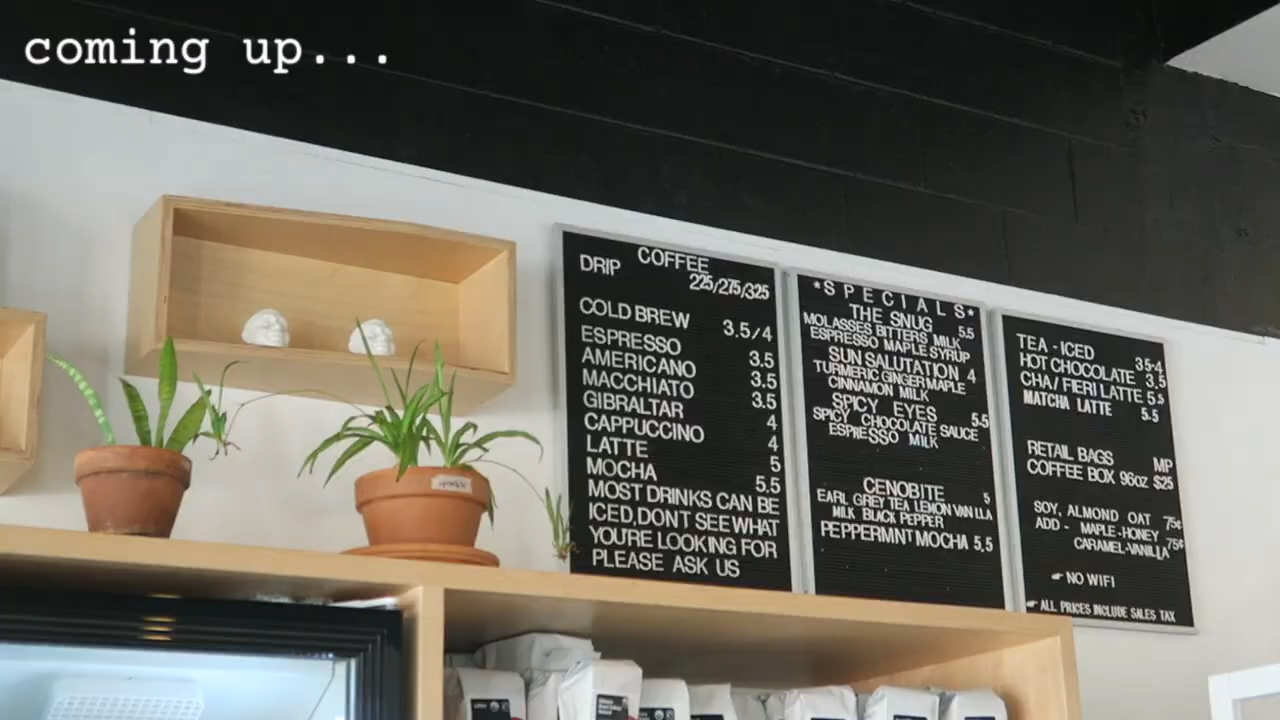 coming up...
COFFEE
DRIP 225/275/325
COLD BREW 3.5/4
ESPRESSO 3.5
AMERICANO 3.5
MACCHIATO 3.5
GIBRALTAR 4
CAPPUCCINO 4
LATTE 5
MOCHA 5.5
MOST DRINKS CAN BE
ICED,DONT SEE WHAT
YOU'RE LOOKING FOR
PLEASE ASK US
*SPECIALS*
THE SNUG 5.5
MOLASSES BITTERS MILK
ESPRESSO MAPLE SYRUP
SUN SALUTATION 4
TURMERIC GINGER MAPLE
CINNAMON MILK
SPICY EYES 5.5
SPICY CHOCOLATE SAUCE
ESPRESSO MILK
CENOBITE 5
EARL GREY TEA LEMON VANILLA
MILK BLACK PEPPER
PEPPERMNT MOCHA 5.5
TEA - ICED 3.5-4
HOT CHOCOLATE 3.5
CHA/FIERI LATTE 5.5
MATCHA LATTE 5.5
RETAIL BAGS MP
COFFEE BOX 96oz $25
SOY, ALMOND OAT 75¢
ADD - MAPLE-HONEY
CARAMEL-VANILLA 75¢
☛ NO WIFI
☛ ALL PRICES INCLUDE SALES TAX